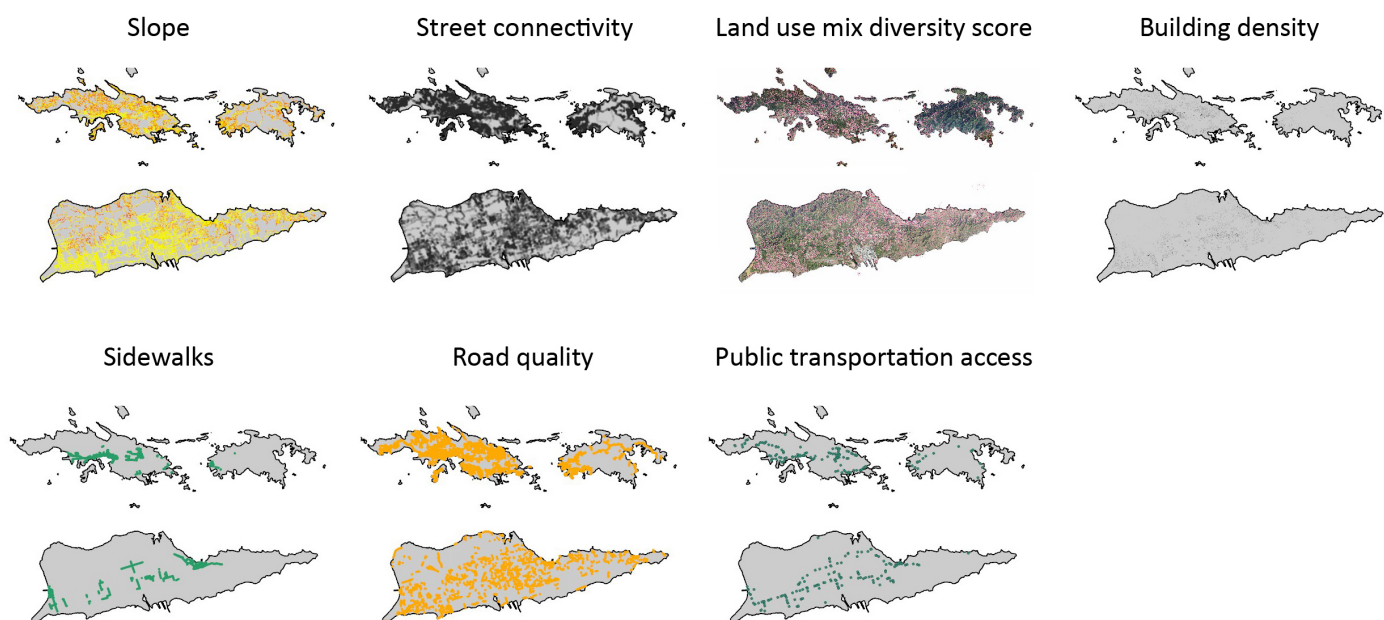 Slope
Street connectivity
Land use mix diversity score
Building density
Sidewalks
Road quality
Public transportation access